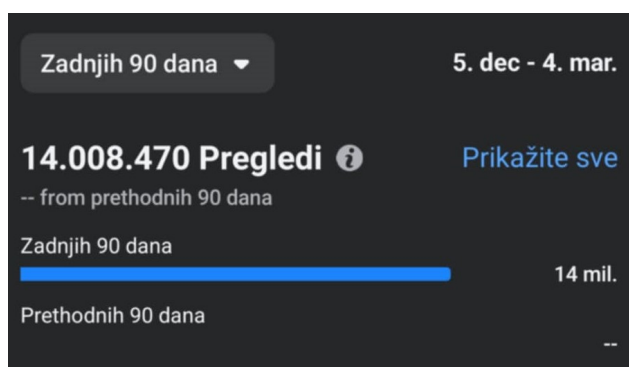 Zadnjih 90 dana
5. dec - 4. mar.
14.008.470 Pregledi
Prikažite sve
-- from prethodnih 90 dana
Zadnjih 90 dana
14 mil.
Prethodnih 90 dana
--